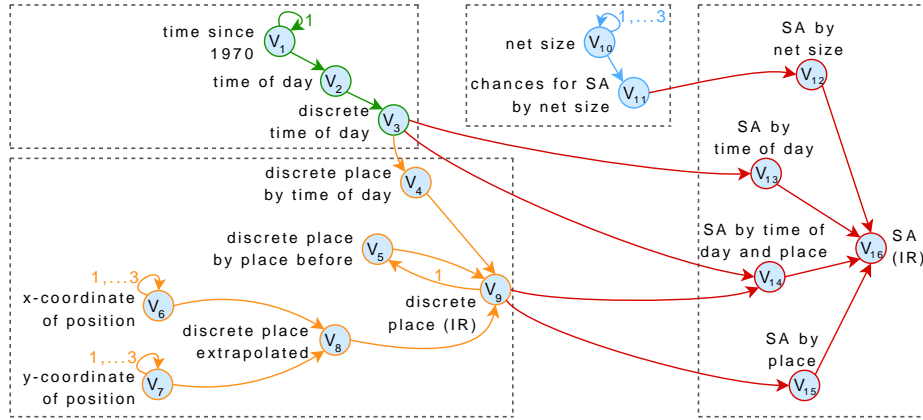 time since
1970
V1
1
time of day
V2
discrete
time of day
V3
net size
V10
1,...3
chances for SA
by net size
V11
SA by
net size
V12
SA by
time of day
V13
SA by time of
day and place
V14
SA by
place
V15
V16
SA
(IR)
discrete place
by time of day
V4
discrete place
by place before
V5
1
V9
discrete
place (IR)
1,...3
x-coordinate
of position
V6
discrete place
extrapolated
V8
1,...3
y-coordinate
of position
V7